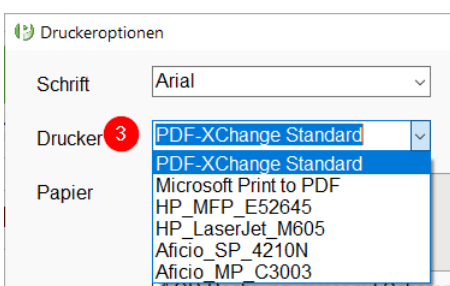 Druckeroptionen
Schrift Arial
Drucker 3 PDF-XChange Standard
PDF-XChange Standard
Papier Microsoft Print to PDF
HP_MFP_E52645
HP_LaserJet_M605
Aficio_SP_4210N
Aficio_MP_C3003